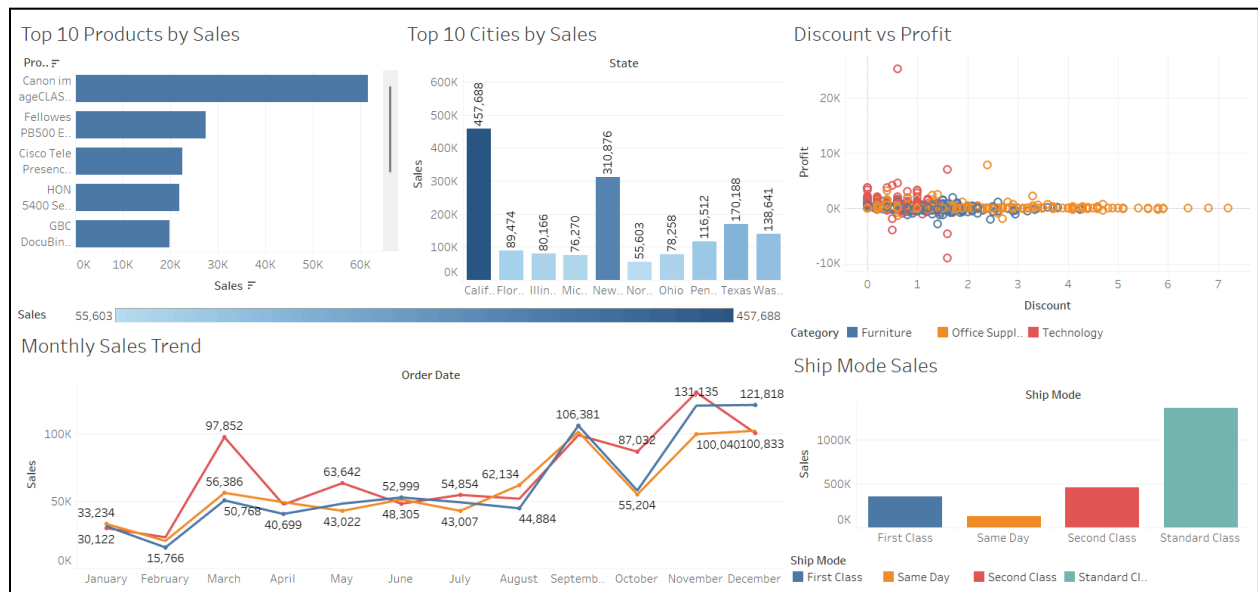 Top 10 Products by Sales
Pro..
Canon im
ageCLAS..
Fellowes
PB500 E..
Cisco Tele
Presenc..
HON
5400 Se..
GBC
DocuBin..
0K 10K 20K 30K 40K 50K 60K
Sales
Top 10 Cities by Sales
State
600K
500K
400K
300K
200K
100K
0K
Sales
457,688
89,474
80,166
76,270
310,876
55,603
78,258
116,512
170,188
138,641
Calif.. Flor.. Illin.. Mic.. New.. Nor.. Ohio Pen.. Texas Was..
Sales 55,603 457,688
Discount vs Profit
20K
10K
0K
-10K
Profit
0 1 2 3 4 5 6 7
Discount
Category Furniture Office Suppl.. Technology
Monthly Sales Trend
Order Date
100K
50K
0K
Sales
33,234
30,122
15,766
97,852
56,386
50,768
40,699
63,642
43,022
52,999
48,305
54,854
43,007
62,134
44,884
106,381
87,032
55,204
131,135
100,040
121,818
100,833
January February March April May June July August Septemb.. October November December
Ship Mode Sales
Ship Mode
1000K
500K
0K
Sales
First Class Same Day Second Class Standard Class
Ship Mode
First Class Same Day Second Class Standard Cl..